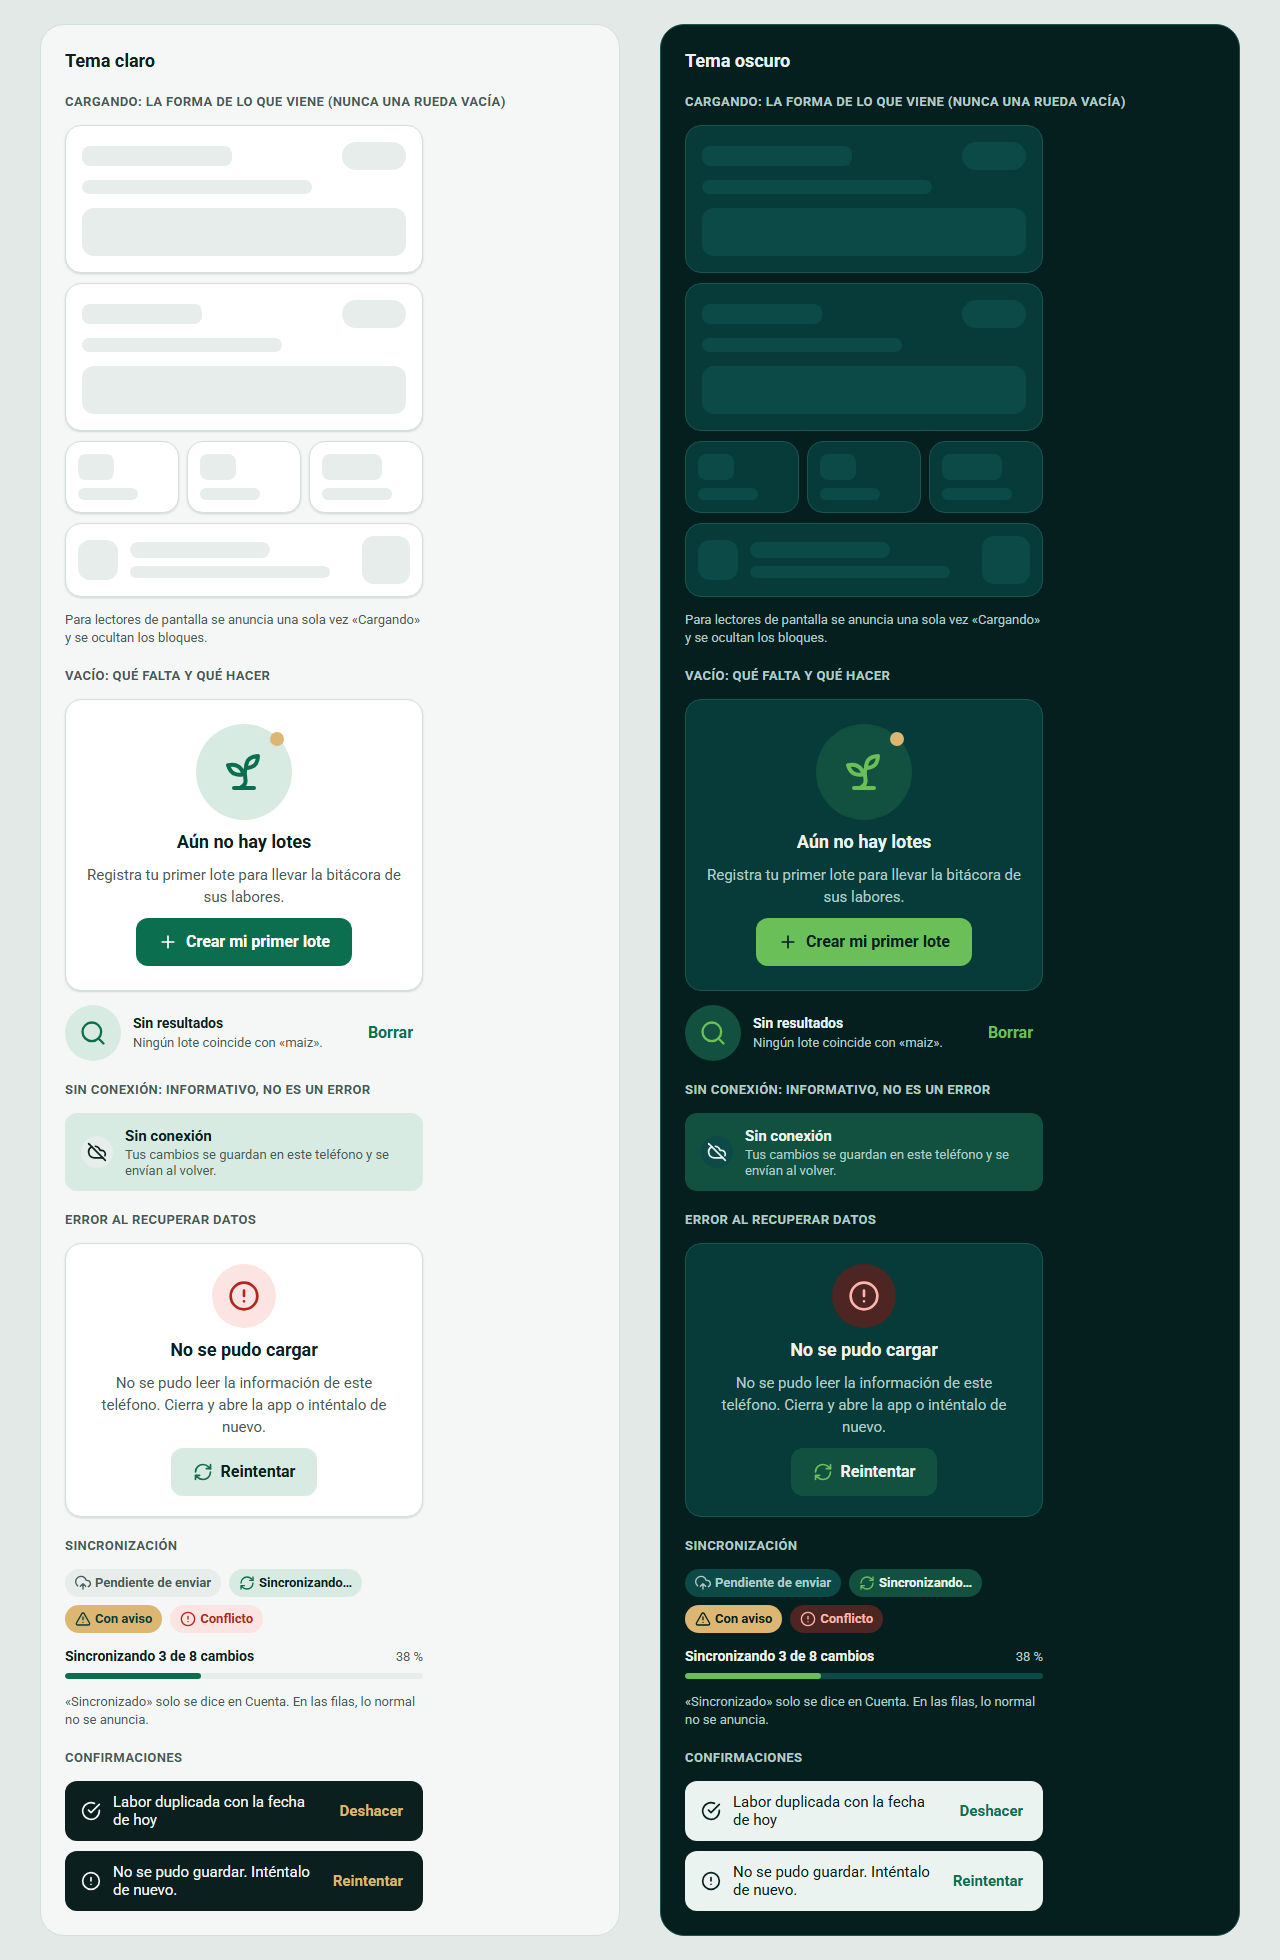 Tema claro
CARGANDO: LA FORMA DE LO QUE VIENE (NUNCA UNA RUEDA VACÍA)
Para lectores de pantalla se anuncia una sola vez «Cargando»
y se ocultan los bloques.
VACÍO: QUÉ FALTA Y QUÉ HACER
Aún no hay lotes
Registra tu primer lote para llevar la bitácora de
sus labores.
Crear mi primer lote
Sin resultados
Ningún lote coincide con «maiz».
Borrar
SIN CONEXIÓN: INFORMATIVO, NO ES UN ERROR
Sin conexión
Tus cambios se guardan en este teléfono y se
envían al volver.
ERROR AL RECUPERAR DATOS
No se pudo cargar
No se pudo leer la información de este
teléfono. Cierra y abre la app o inténtalo de
nuevo.
Reintentar
SINCRONIZACIÓN
Pendiente de enviar
Sincronizando...
Con aviso
Conflicto
Sincronizando 3 de 8 cambios
38 %
«Sincronizado» solo se dice en Cuenta. En las filas, lo normal
no se anuncia.
CONFIRMACIONES
Labor duplicada con la fecha
de hoy
Deshacer
No se pudo guardar. Inténtalo
de nuevo.
Reintentar
Tema oscuro
CARGANDO: LA FORMA DE LO QUE VIENE (NUNCA UNA RUEDA VACÍA)
Para lectores de pantalla se anuncia una sola vez «Cargando»
y se ocultan los bloques.
VACÍO: QUÉ FALTA Y QUÉ HACER
Aún no hay lotes
Registra tu primer lote para llevar la bitácora de
sus labores.
Crear mi primer lote
Sin resultados
Ningún lote coincide con «maiz».
Borrar
SIN CONEXIÓN: INFORMATIVO, NO ES UN ERROR
Sin conexión
Tus cambios se guardan en este teléfono y se
envían al volver.
ERROR AL RECUPERAR DATOS
No se pudo cargar
No se pudo leer la información de este
teléfono. Cierra y abre la app o inténtalo de
nuevo.
Reintentar
SINCRONIZACIÓN
Pendiente de enviar
Sincronizando...
Con aviso
Conflicto
Sincronizando 3 de 8 cambios
38 %
«Sincronizado» solo se dice en Cuenta. En las filas, lo normal
no se anuncia.
CONFIRMACIONES
Labor duplicada con la fecha
de hoy
Deshacer
No se pudo guardar. Inténtalo
de nuevo.
Reintentar